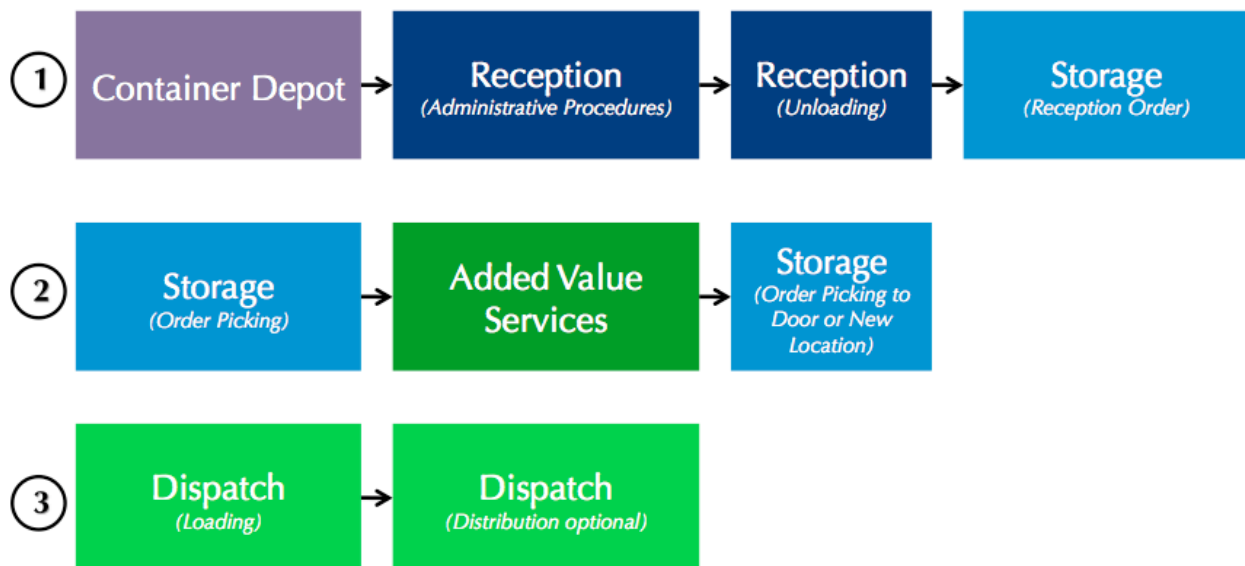 1
Container Depot
Reception
(Administrative Procedures)
Reception
(Unloading)
Storage
(Reception Order)
2
Storage
(Order Picking)
Added Value
Services
Storage
(Order Picking to
Door or New
Location)
3
Dispatch
(Loading)
Dispatch
(Distribution optional)